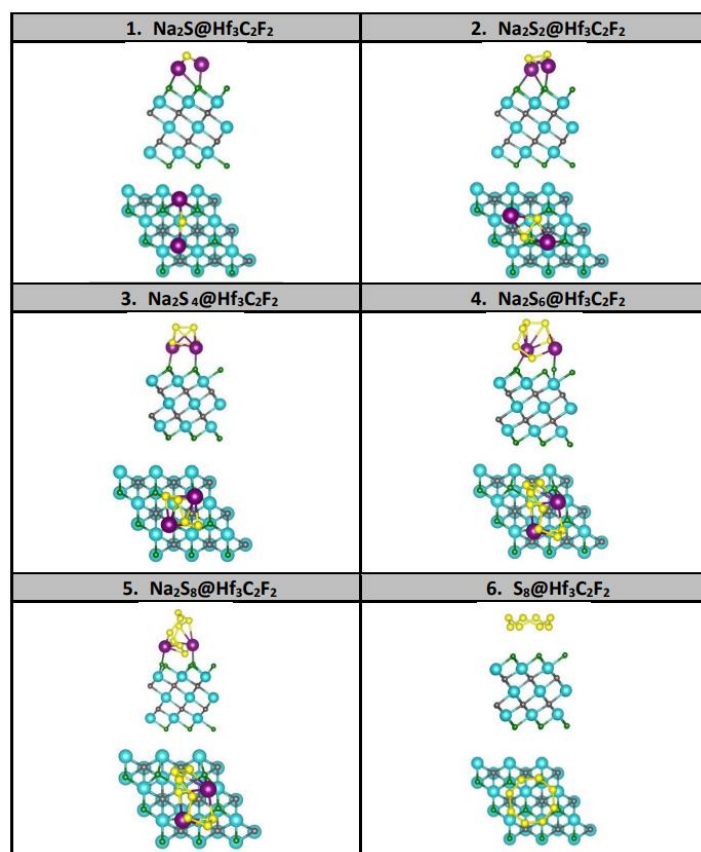 1. Na₂S@Hf₃C₂F₂
2. Na₂S₂@Hf₃C₂F₂
3. Na₂S₄@Hf₃C₂F₂
4. Na₂S₆@Hf₃C₂F₂
5. Na₂S₈@Hf₃C₂F₂
6. S₈@Hf₃C₂F₂